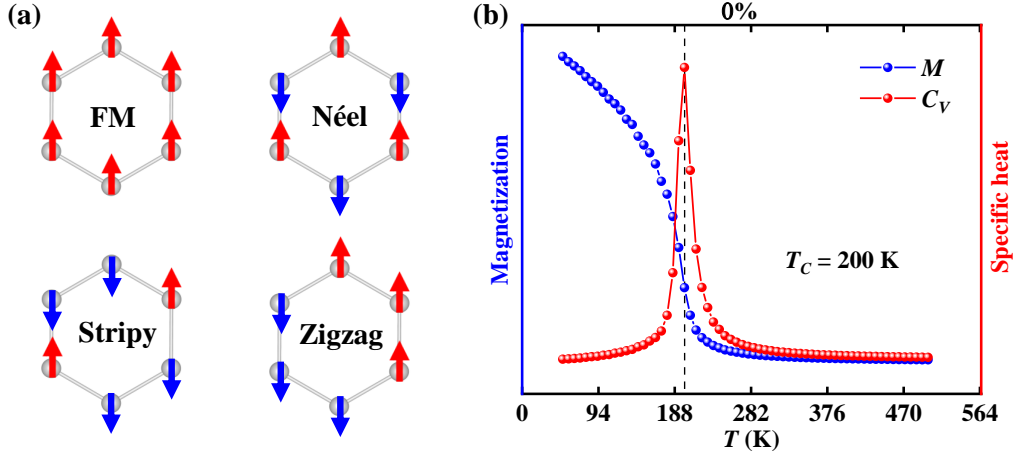 (a)
FM
Néel
Stripy
Zigzag
(b)
0%
Magnetization
M
C_V
T_C = 200 K
Specific heat
0 94 188 282 376 470 564
T (K)